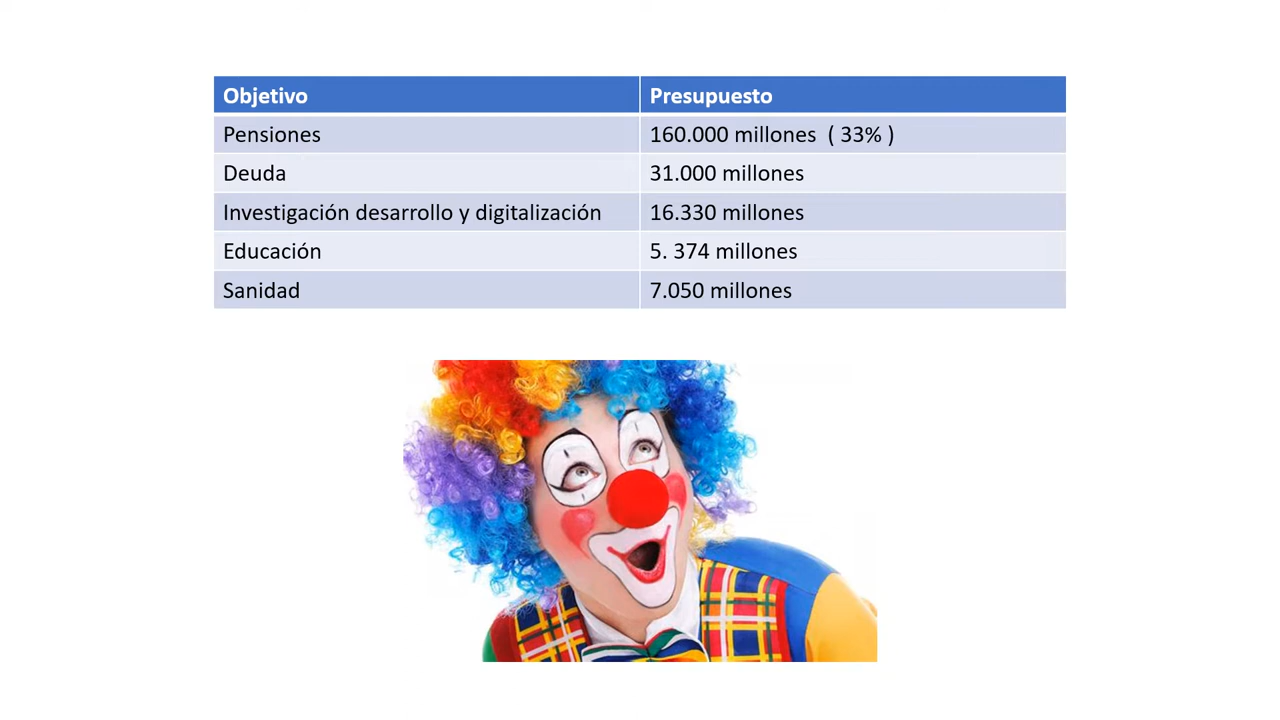 Objetivo Presupuesto
Pensiones 160.000 millones ( 33% )
Deuda 31.000 millones
Investigación desarrollo y digitalización 16.330 millones
Educación 5. 374 millones
Sanidad 7.050 millones